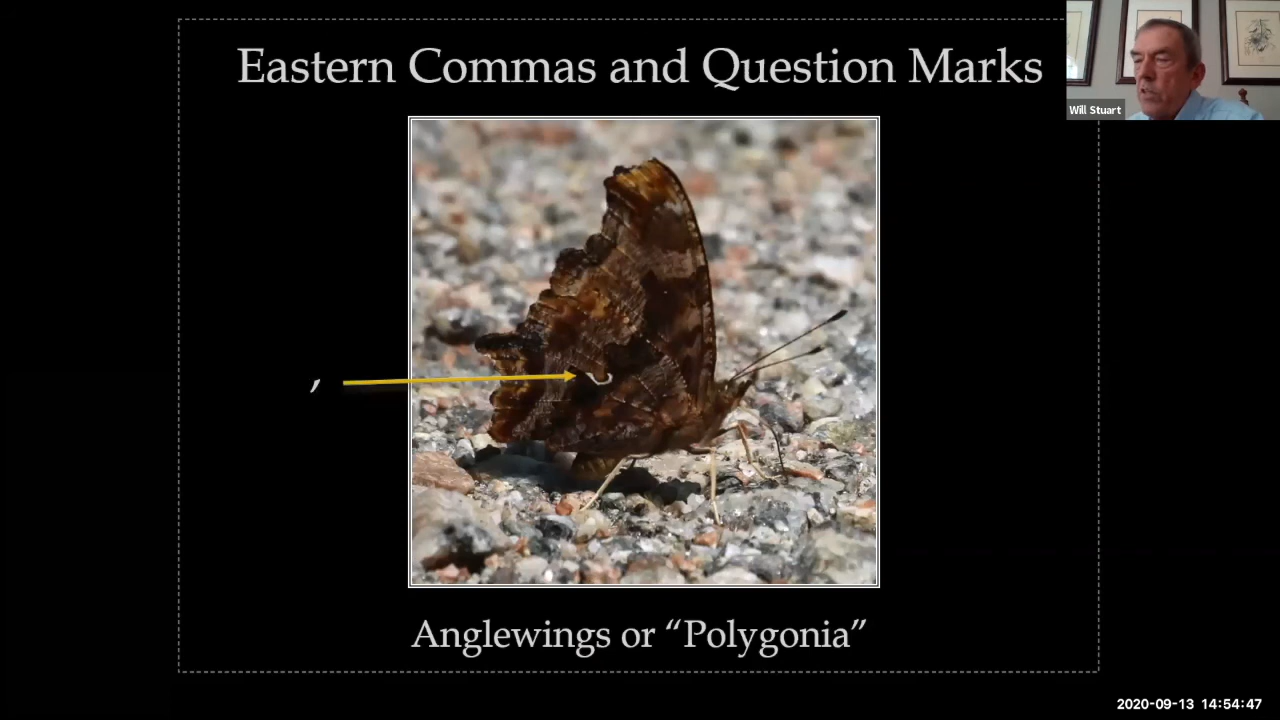 Eastern Commas and Question Marks
Will Stuart
,
Anglewings or “Polygonia”
2020-09-13 14:54:47